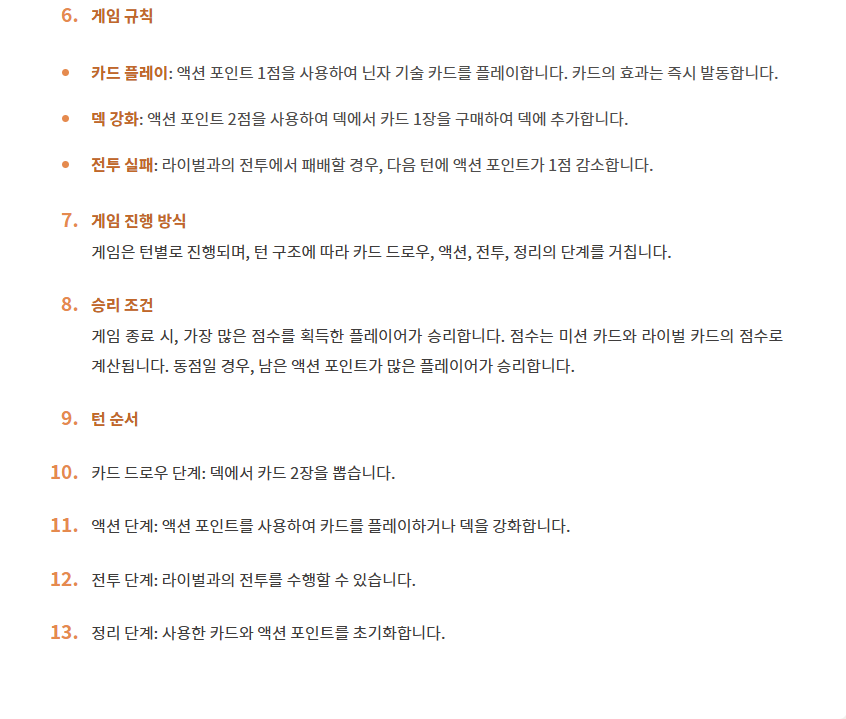 6. 게임 규칙
• 카드 플레이: 액션 포인트 1점을 사용하여 닌자 기술 카드를 플레이합니다. 카드의 효과는 즉시 발동합니다.
• 덱 강화: 액션 포인트 2점을 사용하여 덱에서 카드 1장을 구매하여 덱에 추가합니다.
• 전투 실패: 라이벌과의 전투에서 패배할 경우, 다음 턴에 액션 포인트가 1점 감소합니다.
7. 게임 진행 방식
게임은 턴별로 진행되며, 턴 구조에 따라 카드 드로우, 액션, 전투, 정리의 단계를 거칩니다.
8. 승리 조건
게임 종료 시, 가장 많은 점수를 획득한 플레이어가 승리합니다. 점수는 미션 카드와 라이벌 카드의 점수로
계산됩니다. 동점일 경우, 남은 액션 포인트가 많은 플레이어가 승리합니다.
9. 턴 순서
10. 카드 드로우 단계: 덱에서 카드 2장을 뽑습니다.
11. 액션 단계: 액션 포인트를 사용하여 카드를 플레이하거나 덱을 강화합니다.
12. 전투 단계: 라이벌과의 전투를 수행할 수 있습니다.
13. 정리 단계: 사용한 카드와 액션 포인트를 초기화합니다.